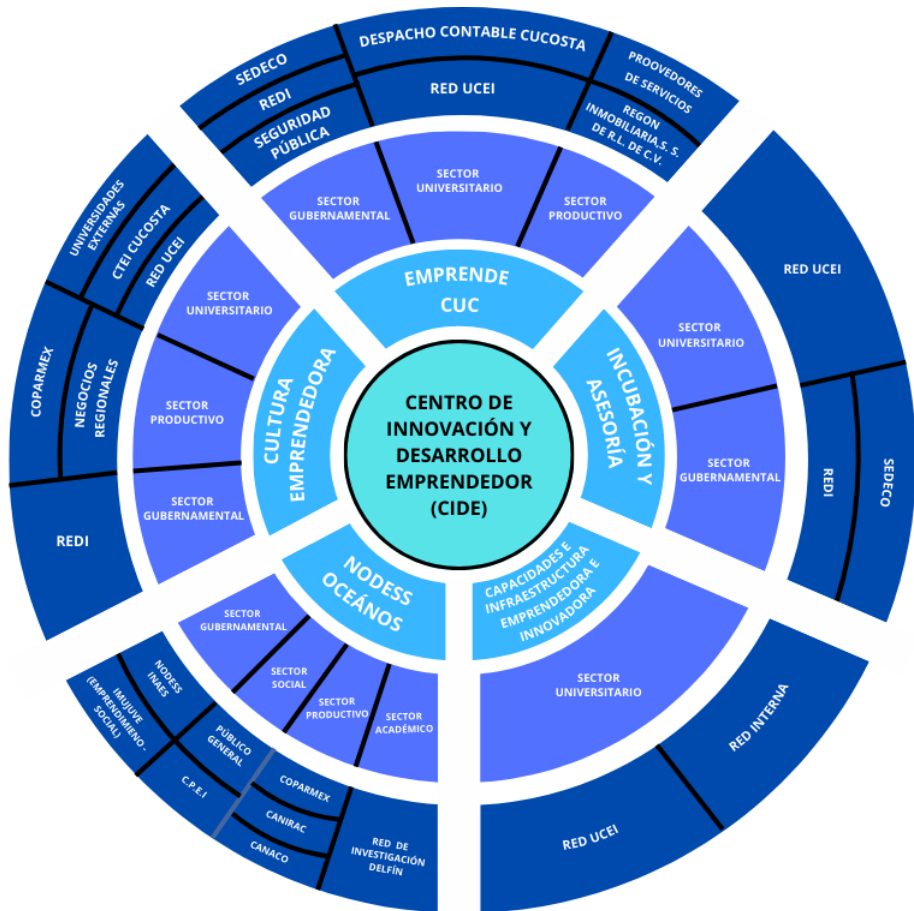 SEDECO
REDI
SEGURIDAD
PÚBLICA
DESPACHO CONTABLE CUCOSTA
RED UCEI
PROOVEDORES
DE SERVICIOS
REGON
INMOBILIARIA,S. S.
DE R.L. DE C.V.
SECTOR
GUBERNAMENTAL
SECTOR
UNIVERSITARIO
SECTOR
PRODUCTIVO
EMPRENDE
CUC
RED UCEI
REDI
SEDECO
SECTOR
UNIVERSITARIO
SECTOR
GUBERNAMENTAL
INCUBACIÓN Y
ASESORÍA
CENTRO DE
INNOVACIÓN Y
DESARROLLO
EMPRENDEDOR
(CIDE)
CAPACIDADES E
INFRAESTRUCTURA
EMPRENDEDORA E
INNOVADORA
SECTOR
UNIVERSITARIO
RED INTERNA
RED UCEI
NODESS
OCEÁNOS
SECTOR
GUBERNAMENTAL
SECTOR
SOCIAL
SECTOR
PRODUCTIVO
SECTOR
ACADÉMICO
NODESS
INAES
IMUJUVE
(EMPRENDIMIENO-
SOCIAL)
PÚBLICO
GENERAL
C.P.E.I
COPARMEX
CANIRAC
CANACO
RED DE
INVESTIGACIÓN
DELFÍN
CULTURA
EMPRENDEDORA
SECTOR
UNIVERSITARIO
SECTOR
PRODUCTIVO
SECTOR
GUBERNAMENTAL
UNIVERSIDADES
EXTERNAS
CTEI CUCOSTA
RED UCEI
COPARMEX
NEGOCIOS
REGIONALES
REDI